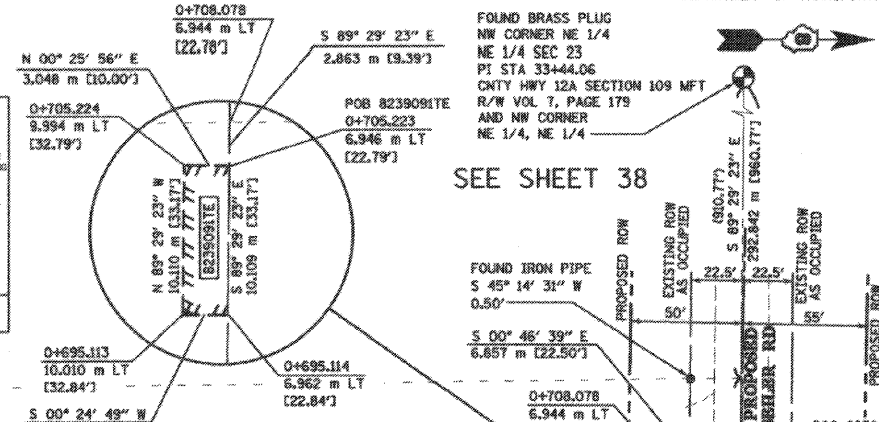 0+708.078
6.944 m LT
[22.78']
S 89° 29' 23" E
2.863 m [9.39']
N 00° 25' 56" E
3.048 m [10.00']
0+705.224
9.994 m LT
[32.79']
POB 8239091TE
0+705.223
6.946 m LT
[22.79']
N 89° 29' 23" W
10.110 m [33.17']
8239091TE
S 89° 29' 23" E
10.109 m [33.17']
0+695.113
10.010 m LT
[32.84']
0+695.114
6.962 m LT
[22.84']
S 00° 24' 49" W
FOUND BRASS PLUG
NW CORNER NE 1/4
NE 1/4 SEC 23
PI STA 33+44.06
CNTY HWY 12A SECTION 109 MFT
R/W VOL 7, PAGE 179
AND NW CORNER
NE 1/4, NE 1/4
SEE SHEET 38
(910.77')
S 89° 29' 23" E
292.842 m [960.77']
FOUND IRON PIPE
S 45° 14' 31" W
0.50'
S 00° 46' 39" E
6.857 m [22.50']
0+708.078
6.944 m LT
PROPOSED ROW
EXISTING ROW
AS OCCUPIED
22.5'
22.5'
EXISTING ROW
AS OCCUPIED
50'
55'
PROPOSED ROW
PROPOSED
RD